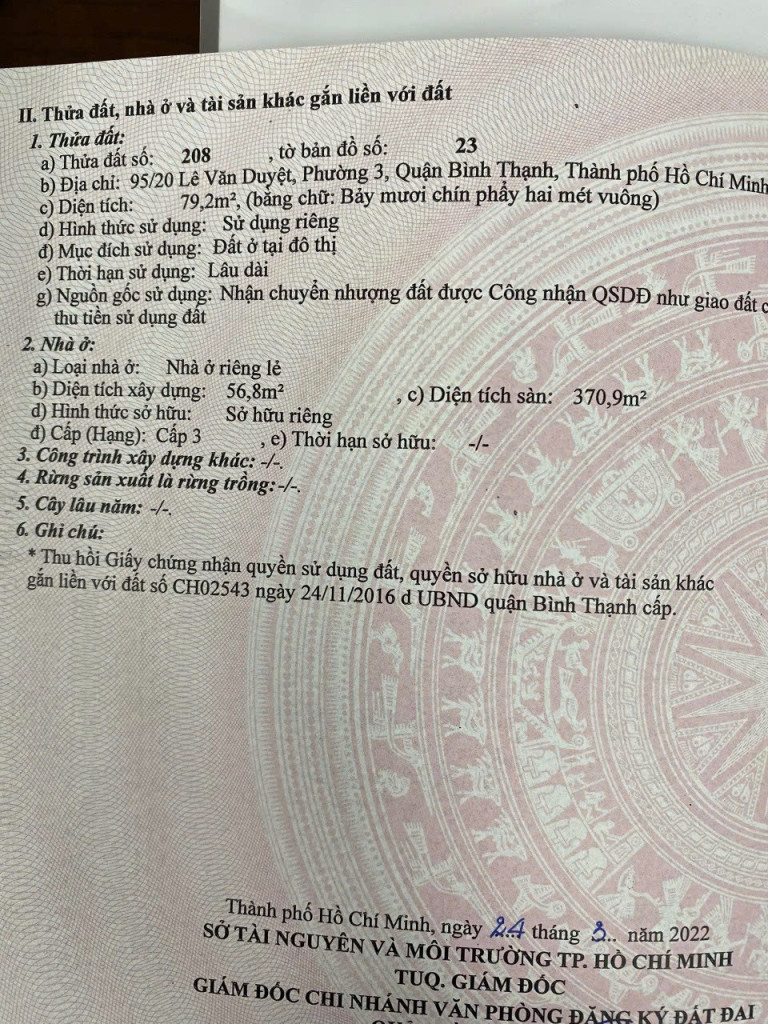 II. Thửa đất, nhà ở và tài sản khác gắn liền với đất
1. Thửa đất:
a) Thửa đất số: 208 , tờ bản đồ số: 23
b) Địa chỉ: 95/20 Lê Văn Duyệt, Phường 3, Quận Bình Thạnh, Thành phố Hồ Chí Minh
c) Diện tích: 79,2m², (bằng chữ: Bảy mươi chín phẩy hai mét vuông)
d) Hình thức sử dụng: Sử dụng riêng
đ) Mục đích sử dụng: Đất ở tại đô thị
e) Thời hạn sử dụng: Lâu dài
g) Nguồn gốc sử dụng: Nhận chuyển nhượng đất được Công nhận QSDĐ như giao đất
thu tiền sử dụng đất
2. Nhà ở:
a) Loại nhà ở: Nhà ở riêng lẻ
b) Diện tích xây dựng: 56,8m² , c) Diện tích sàn: 370,9m²
d) Hình thức sở hữu: Sở hữu riêng
đ) Cấp (Hạng): Cấp 3 , e) Thời hạn sở hữu: -/-
3. Công trình xây dựng khác: -/-.
4. Rừng sản xuất là rừng trồng: -/-.
5. Cây lâu năm: -/-.
6. Ghi chú:
* Thu hồi Giấy chứng nhận quyền sử dụng đất, quyền sở hữu nhà ở và tài sản khác
gắn liền với đất số CH02543 ngày 24/11/2016 d UBND quận Bình Thạnh cấp.
Thành phố Hồ Chí Minh, ngày 24 tháng 3.. năm 2022
SỞ TÀI NGUYÊN VÀ MÔI TRƯỜNG TP. HỒ CHÍ MINH
TUQ. GIÁM ĐỐC
GIÁM ĐỐC CHI NHÁNH VĂN PHÒNG ĐĂNG KÝ ĐẤT ĐAI